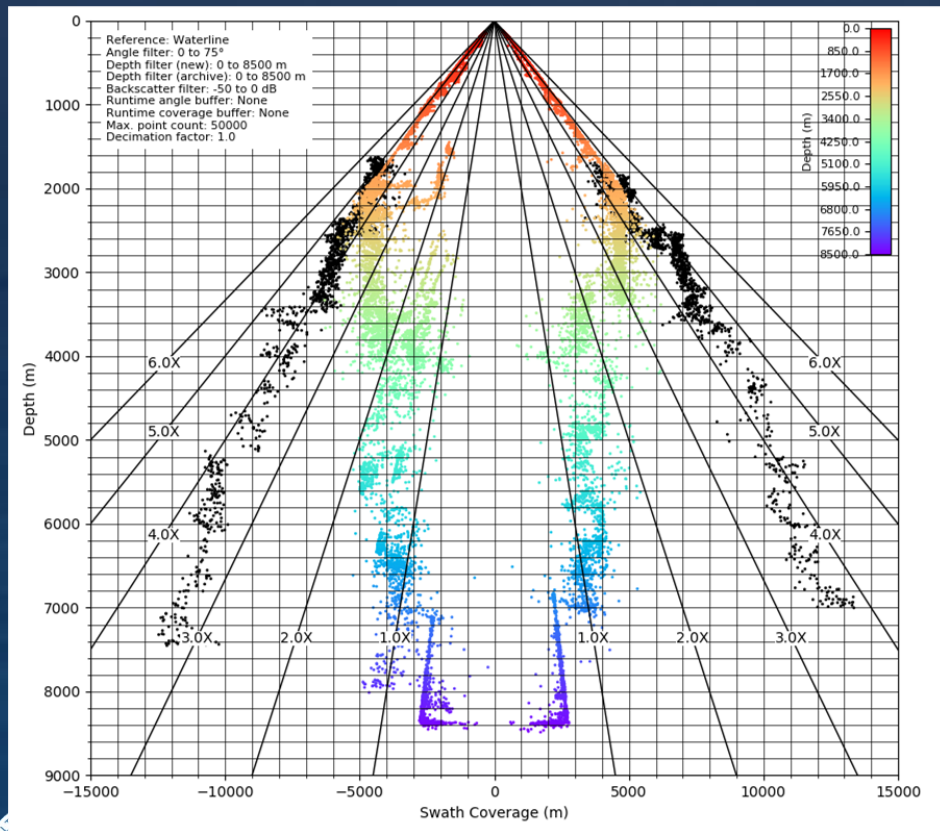 Reference: Waterline
Angle filter: 0 to 75°
Depth filter (new): 0 to 8500 m
Depth filter (archive): 0 to 8500 m
Backscatter filter: -50 to 0 dB
Runtime angle buffer: None
Runtime coverage buffer: None
Max. point count: 50000
Decimation factor: 1.0
0
1000
2000
3000
4000
5000
6000
7000
8000
9000
Depth (m)
0.0
850.0
1700.0
2550.0
3400.0
4250.0
5100.0
5950.0
6800.0
7650.0
8500.0
Depth (m)
6.0X
6.0X
5.0X
5.0X
4.0X
4.0X
3.0X
2.0X
1.0X
1.0X
2.0X
3.0X
−15000
−10000
−5000
0
5000
10000
15000
Swath Coverage (m)